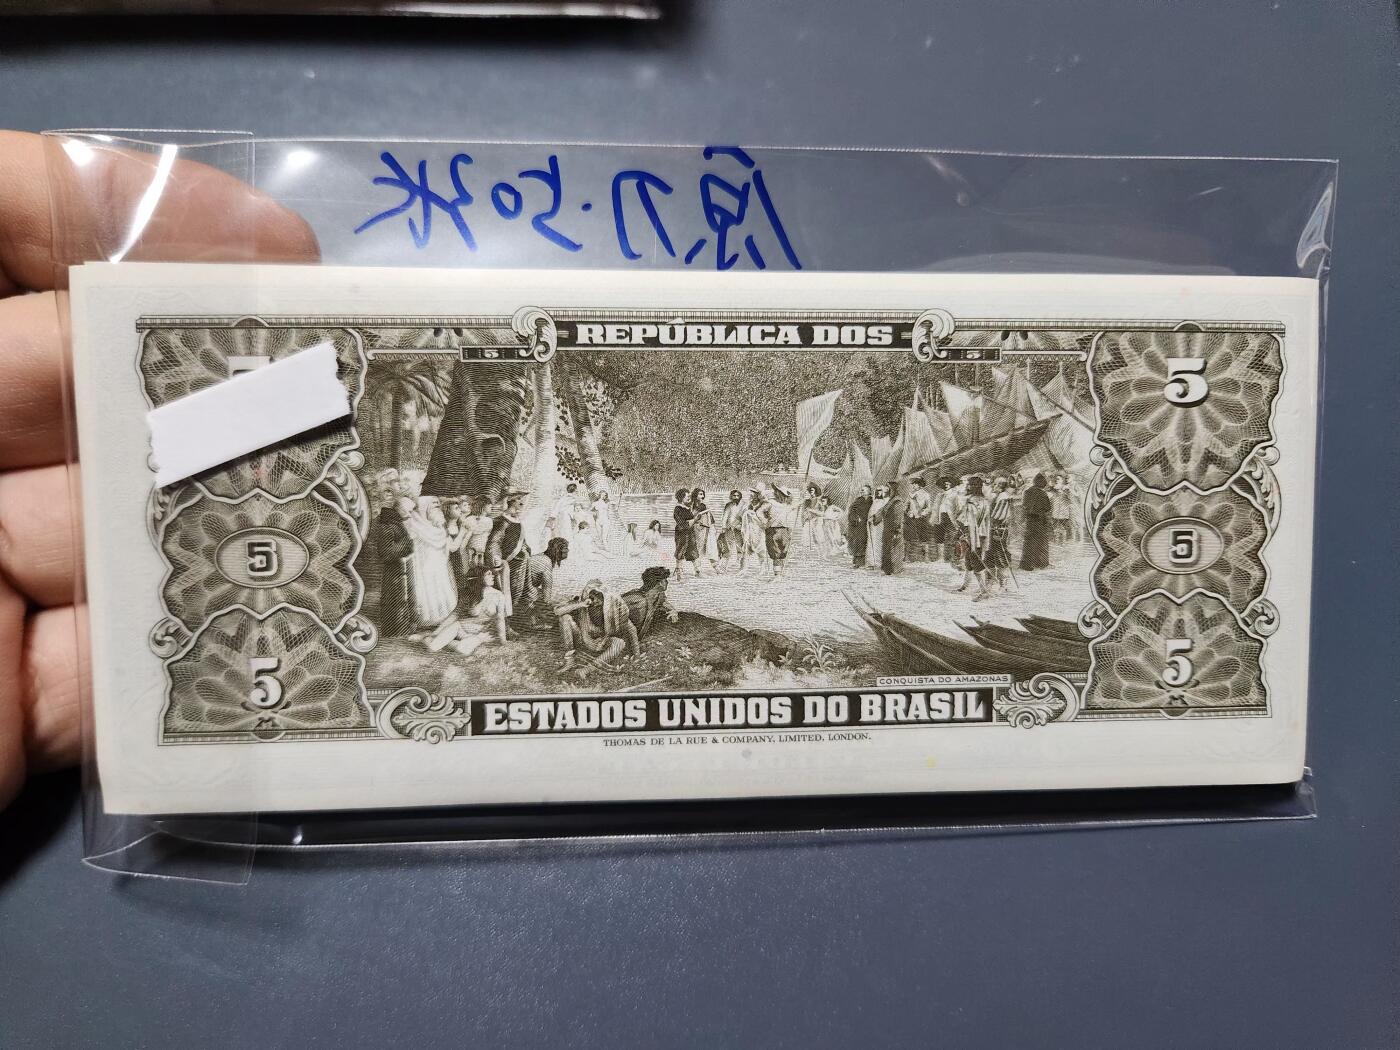 原刀·50张
REPÚBLICA DOS
5 5
5
5 5
5 5
CONQUISTA DO AMAZONAS
ESTADOS UNIDOS DO BRASIL
THOMAS DE LA RUE & COMPANY, LIMITED, LONDON.